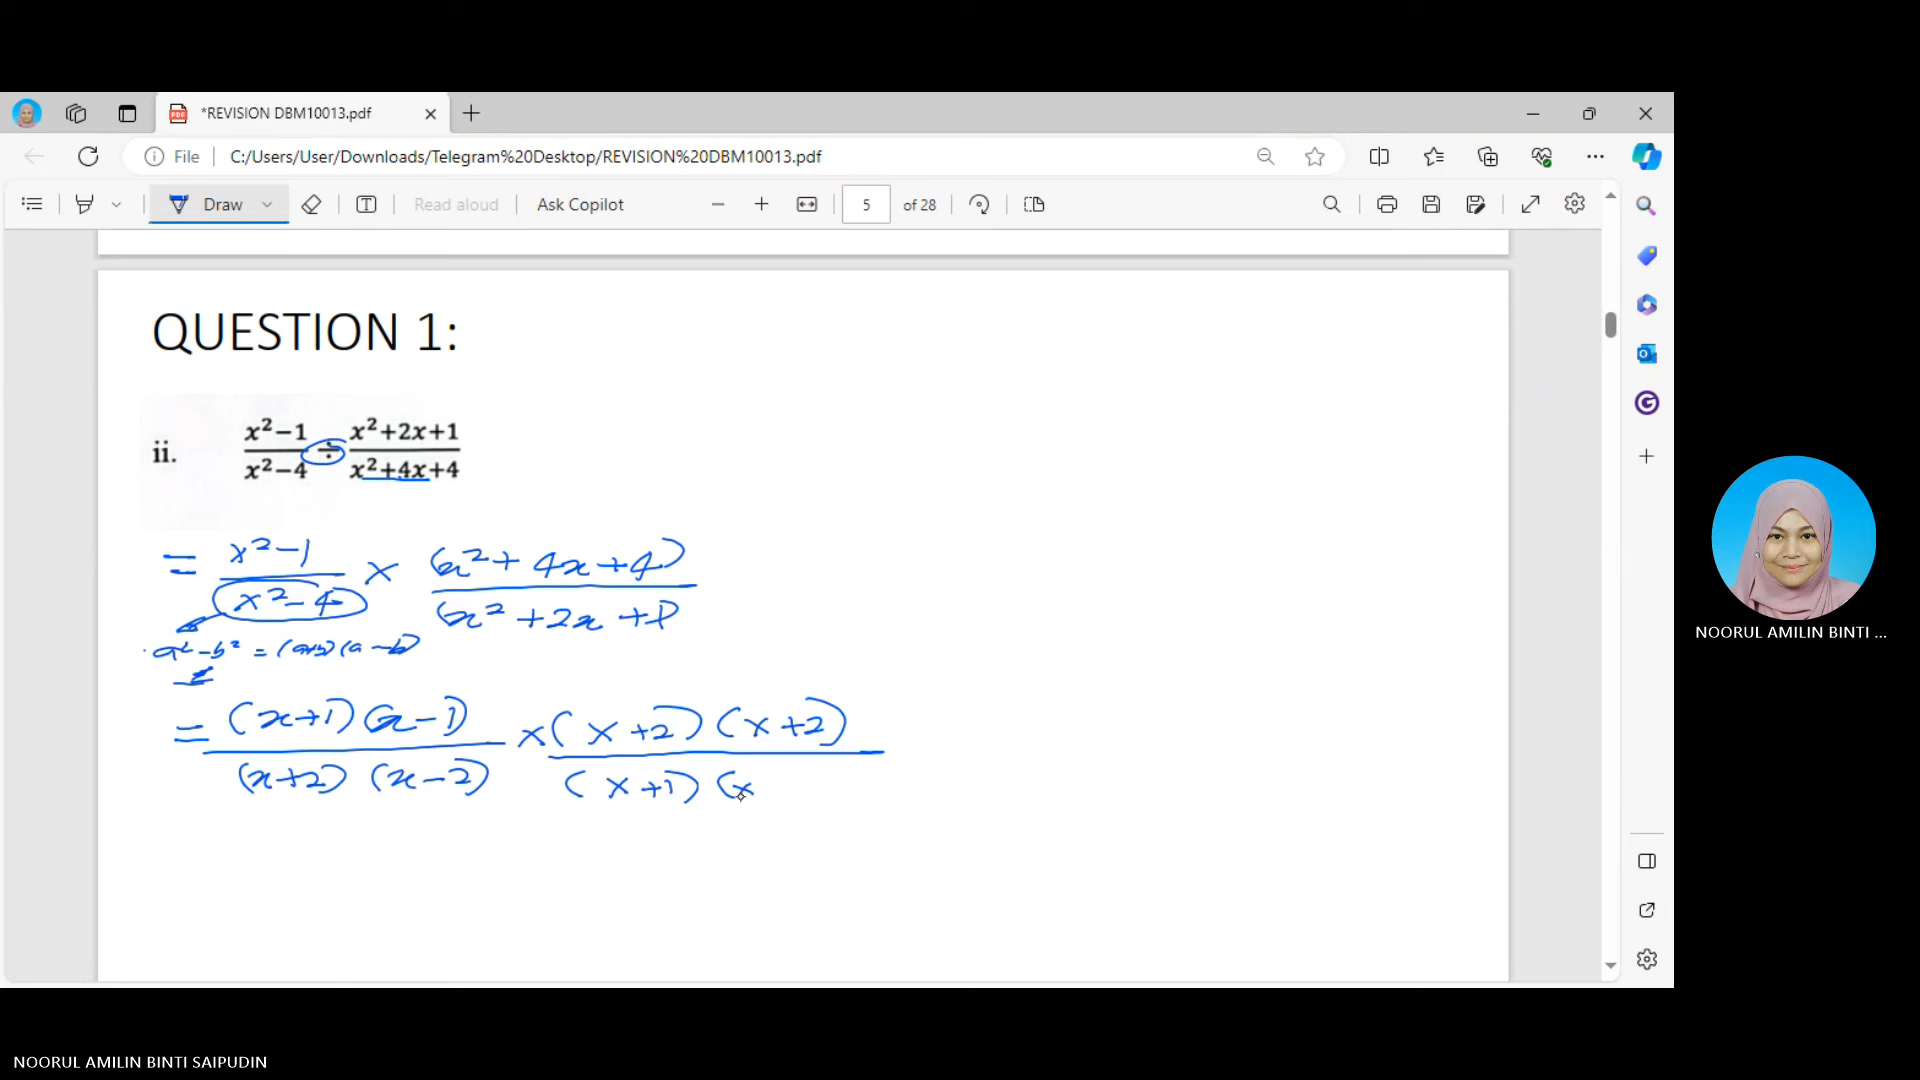 *REVISION DBM10013.pdf
File C:/Users/User/Downloads/Telegram%20Desktop/REVISION%20DBM10013.pdf
Draw Read aloud Ask Copilot 5 of 28
QUESTION 1:
ii. x²−1/x²−4 ÷ x²+2x+1/x²+4x+4
= x²−1/x²−4 × (x²+4x+4)/(x²+2x+1)
a²−b² = (a+b)(a−b)
= (x+1)(x−1)/(x+2)(x−2) × (x+2)(x+2)/(x+1)(x
NOORUL AMILIN BINTI ...
NOORUL AMILIN BINTI SAIPUDIN